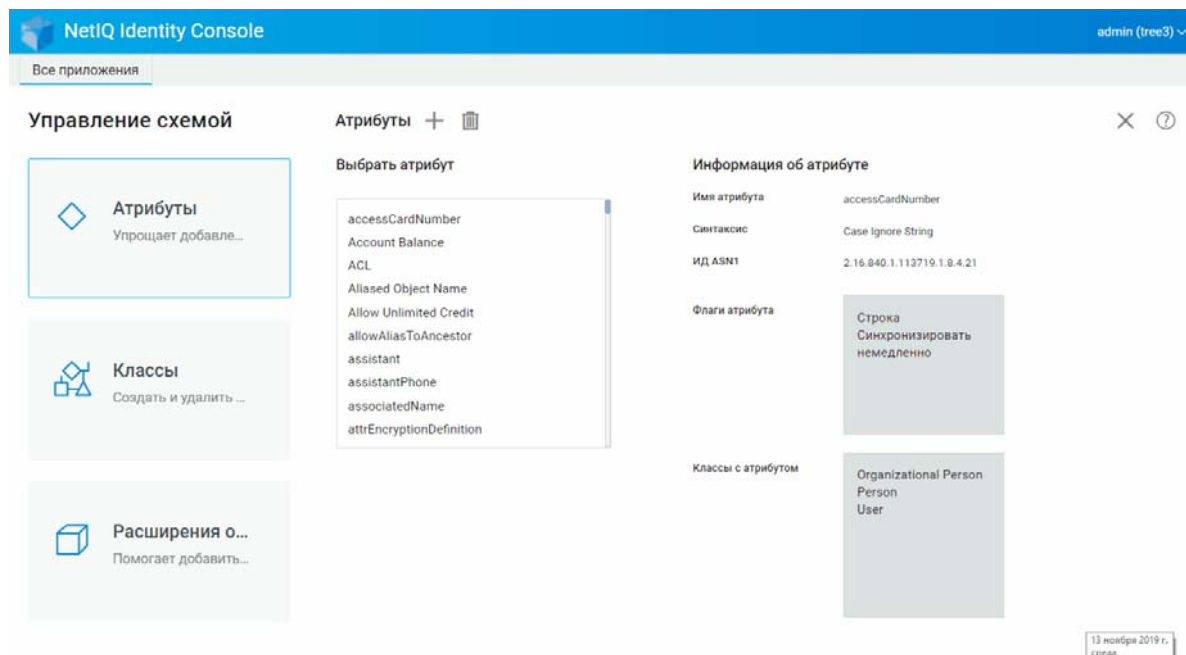 NetIQ Identity Console
admin (tree3)
Все приложения
Управление схемой
Атрибуты
Упрощает добавле...
Классы
Создать и удалить ...
Расширения о...
Помогает добавить...
Атрибуты
Выбрать атрибут
accessCardNumber
Account Balance
ACL
Aliased Object Name
Allow Unlimited Credit
allowAliasToAncestor
assistant
assistantPhone
associatedName
attrEncryptionDefinition
Информация об атрибуте
Имя атрибута accessCardNumber
Синтаксис Case Ignore String
ИД ASN1 2.16.840.1.113719.1.8.4.21
Флаги атрибута
Строка
Синхронизировать
немедленно
Классы с атрибутом
Organizational Person
Person
User
13 ноября 2019 г.
среда